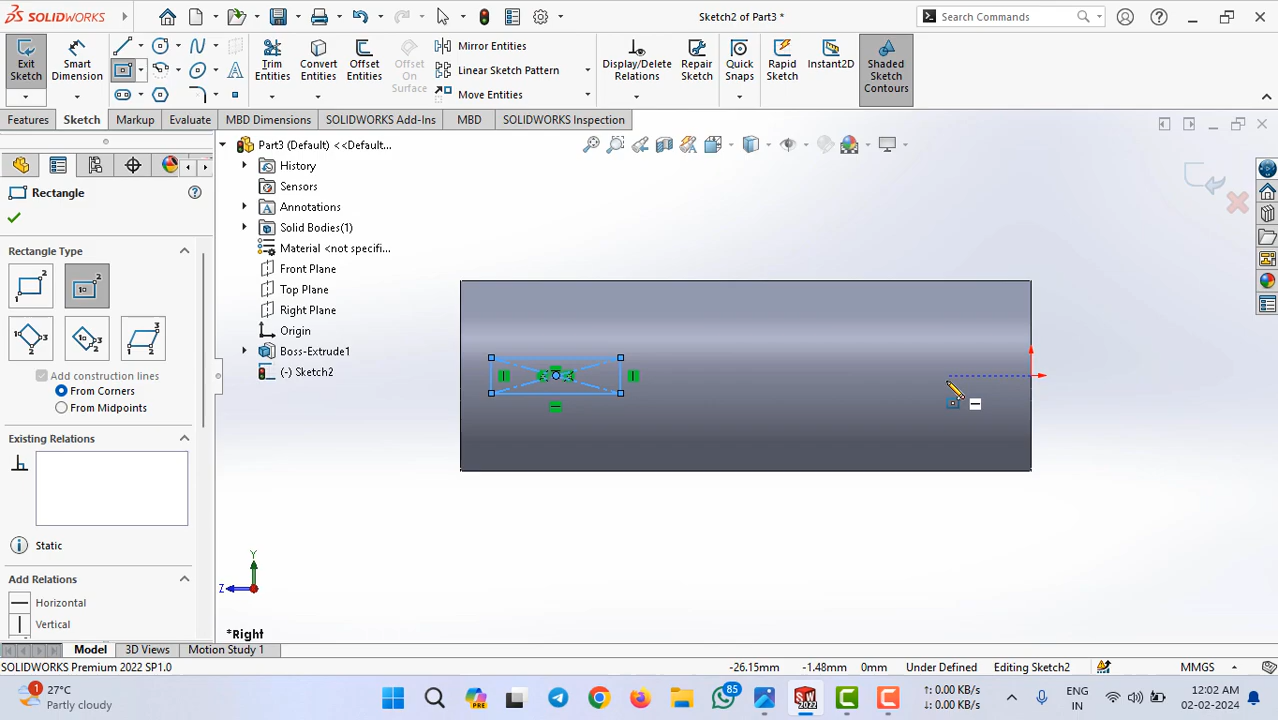 SOLIDWORKS
Sketch2 of Part3 *
Search Commands
Exit Sketch
Smart Dimension
Trim Entities
Convert Entities
Offset Entities
Offset On Surface
Mirror Entities
Linear Sketch Pattern
Move Entities
Display/Delete Relations
Repair Sketch
Quick Snaps
Rapid Sketch
Instant2D
Shaded Sketch Contours
Features
Sketch
Markup
Evaluate
MBD Dimensions
SOLIDWORKS Add-Ins
MBD
SOLIDWORKS Inspection
Rectangle
Rectangle Type
Add construction lines
From Corners
From Midpoints
Existing Relations
Static
Add Relations
Horizontal
Vertical
Part3 (Default) <<Default...
History
Sensors
Annotations
Solid Bodies(1)
Material <not specifi...
Front Plane
Top Plane
Right Plane
Origin
Boss-Extrude1
(-) Sketch2
Y
Z
*Right
Model
3D Views
Motion Study 1
SOLIDWORKS Premium 2022 SP1.0
-26.15mm
-1.48mm
0mm
Under Defined
Editing Sketch2
MMGS
1
27°C
Partly cloudy
PRE
85
SW
2022
↑: 0.00 KB/s
↓: 0.00 KB/s
ENG
IN
12:02 AM
02-02-2024